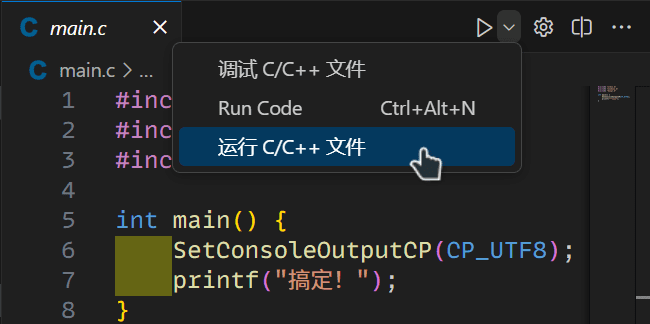 C main.c ×
C main.c > ...
调试 C/C++ 文件
Run Code Ctrl+Alt+N
运行 C/C++ 文件
1 #inc
2 #inc
3 #inc
4
5 int main() {
6 SetConsoleOutputCP(CP_UTF8);
7 printf("搞定！");
8 }